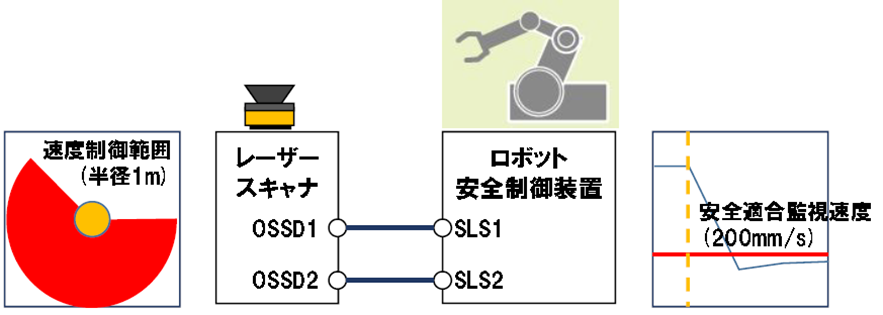 速度制御範囲
(半径1m)
レーザー
スキャナ
OSSD1
OSSD2
ロボット
安全制御装置
SLS1
SLS2
安全適合監視速度
(200mm/s)